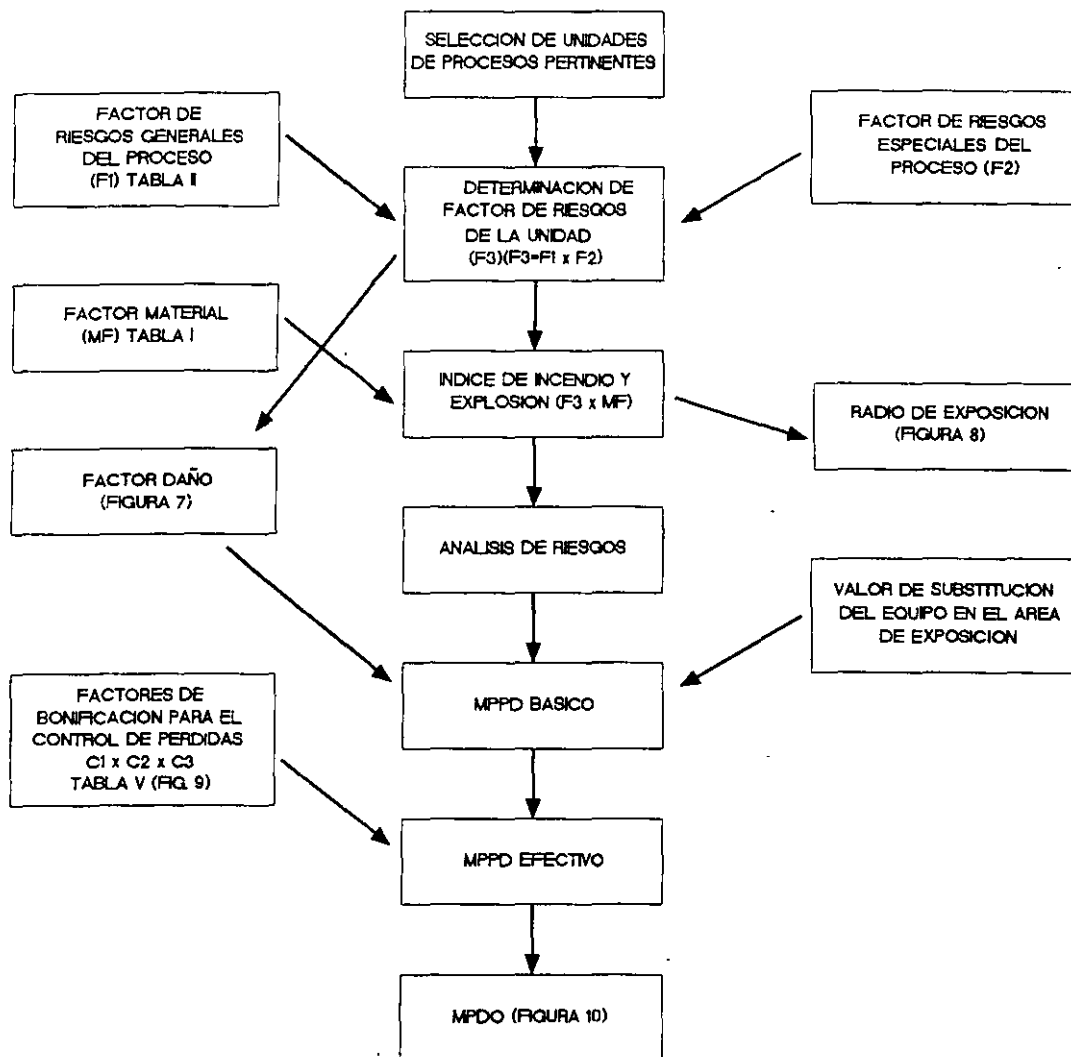 SELECCION DE UNIDADES
DE PROCESOS PERTINENTES
FACTOR DE
RIESGOS GENERALES
DEL PROCESO
(F1) TABLA II
FACTOR DE RIESGOS
ESPECIALES DEL
PROCESO (F2)
DETERMINACION DE
FACTOR DE RIESGOS
DE LA UNIDAD
(F3)(F3=F1 x F2)
FACTOR MATERIAL
(MF) TABLA I
INDICE DE INCENDIO Y
EXPLOSION (F3 x MF)
RADIO DE EXPOSICION
(FIGURA 8)
FACTOR DAÑO
(FIGURA 7)
ANALISIS DE RIESGOS
VALOR DE SUBSTITUCION
DEL EQUIPO EN EL AREA
DE EXPOSICION
FACTORES DE
BONIFICACION PARA EL
CONTROL DE PERDIDAS
C1 x C2 x C3
TABLA V (FIG. 9)
MPPD BASICO
MPPD EFECTIVO
MPDO (FIGURA 10)